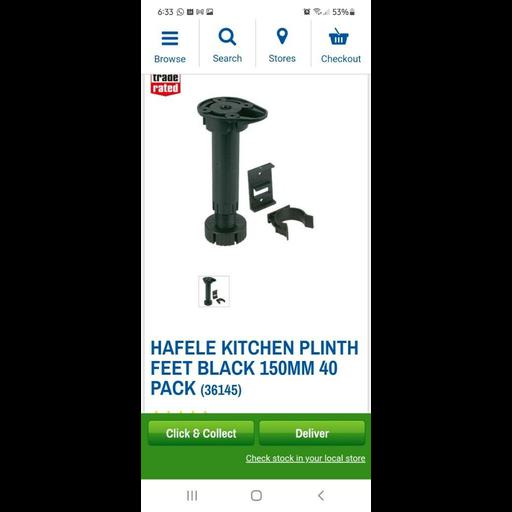 6:33 53%
Browse Search Stores Checkout
trade
rated
HAFELE KITCHEN PLINTH
FEET BLACK 150MM 40
PACK (36145)
Click & Collect Deliver
Check stock in your local store